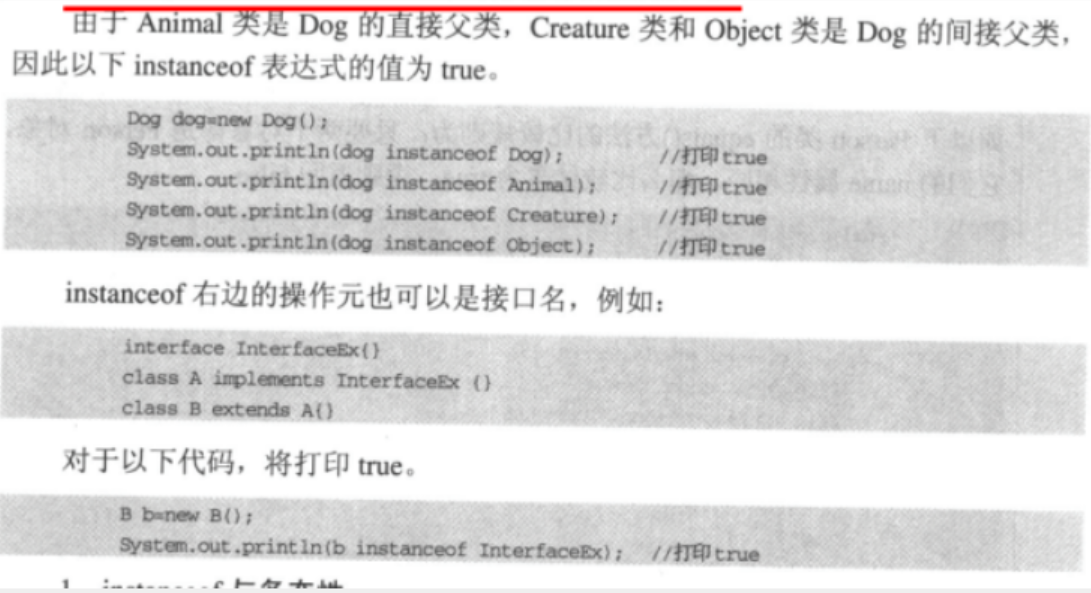 由于 Animal 类是 Dog 的直接父类，Creature 类和 Object 类是 Dog 的间接父类，
因此以下 instanceof 表达式的值为 true。
Dog dog=new Dog();
System.out.println(dog instanceof Dog); //打印true
System.out.println(dog instanceof Animal); //打印true
System.out.println(dog instanceof Creature); //打印true
System.out.println(dog instanceof Object); //打印true
instanceof 右边的操作元也可以是接口名，例如：
interface InterfaceEx{}
class A implements InterfaceEx {}
class B extends A{}
对于以下代码，将打印 true。
B b=new B();
System.out.println(b instanceof InterfaceEx); //打印true